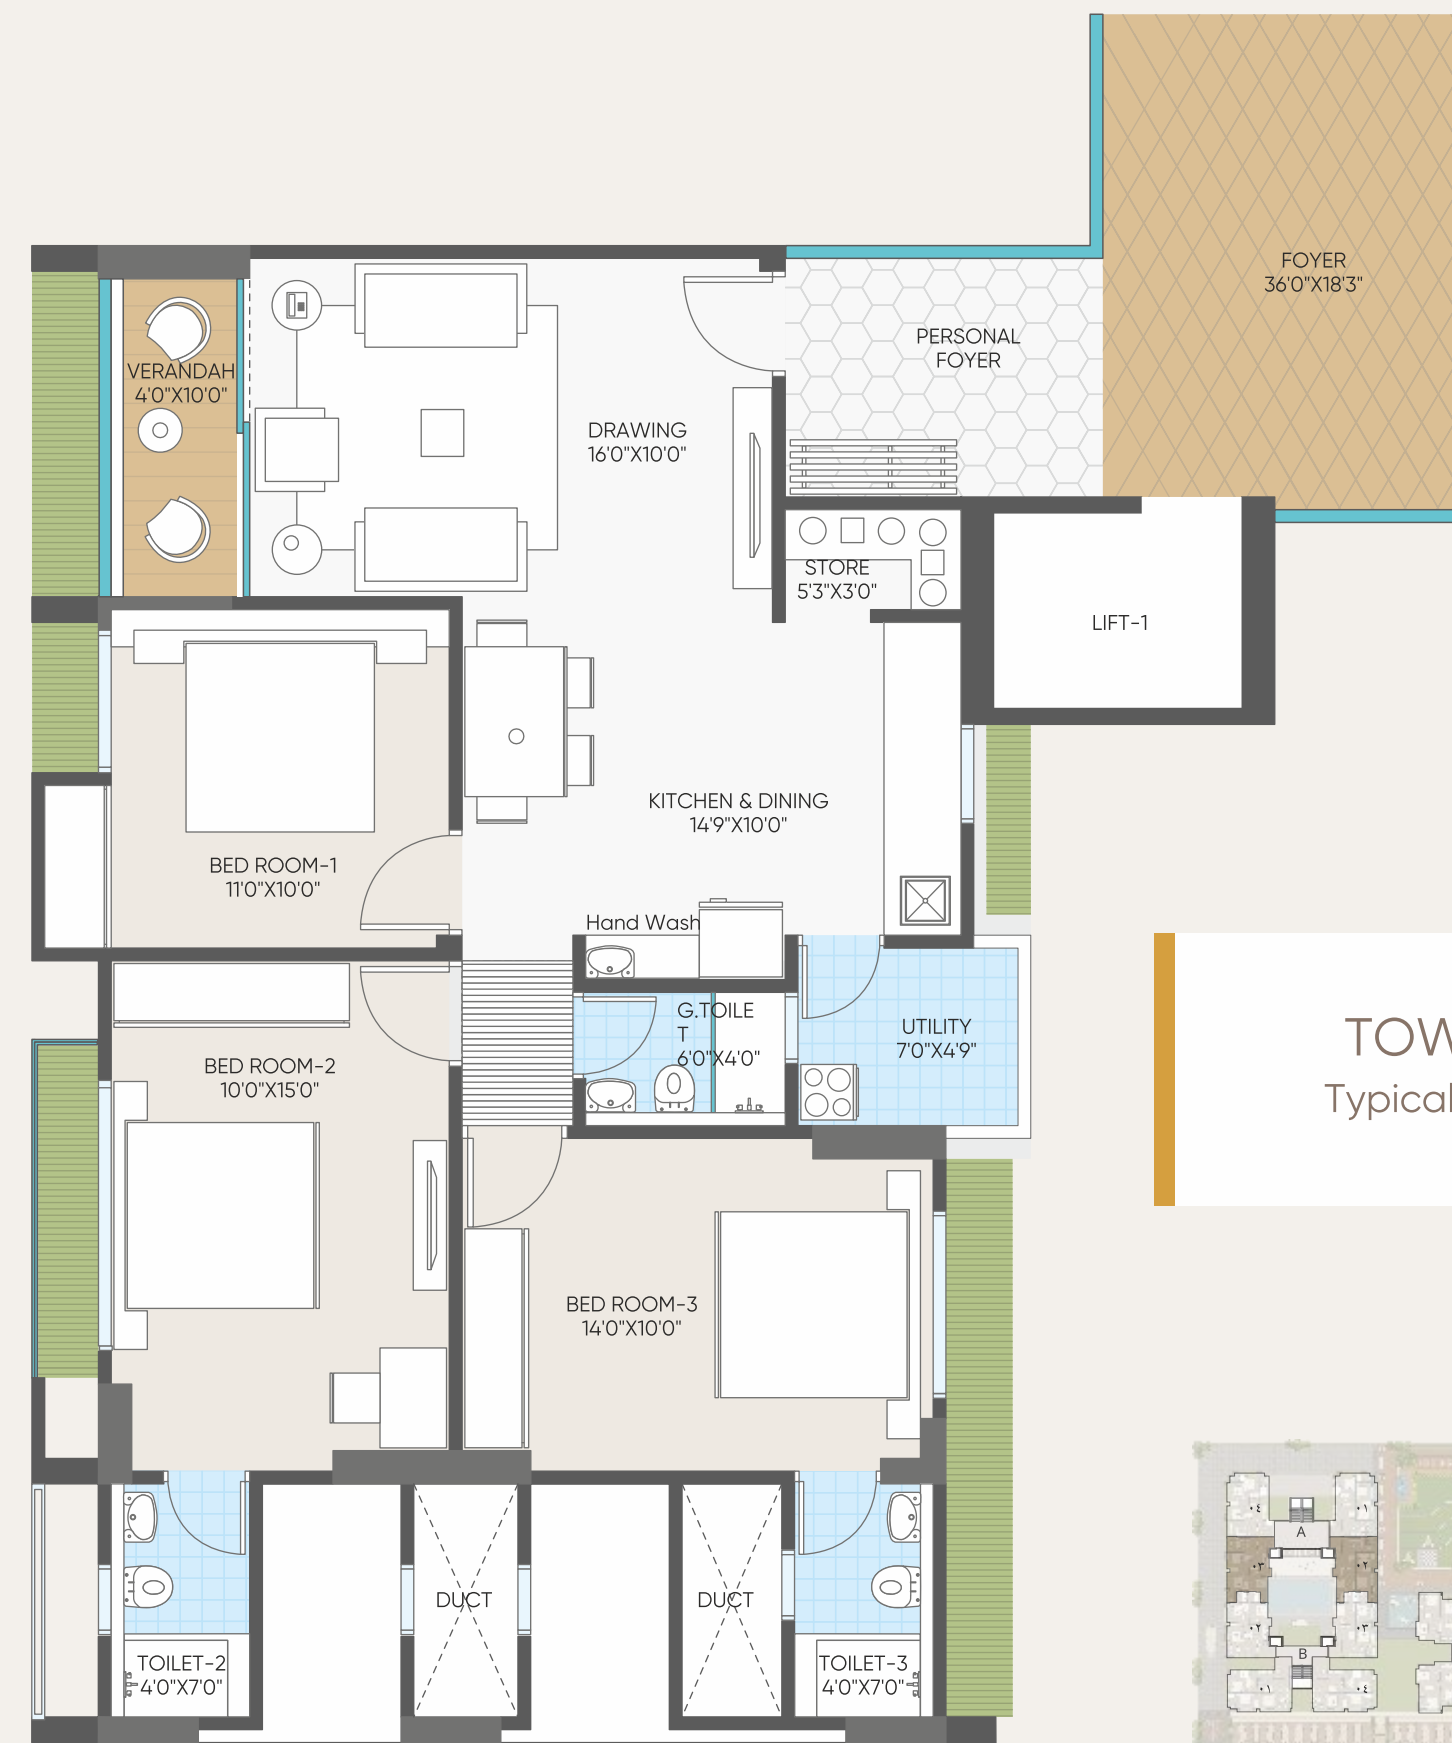 FOYER
36'0"X18'3"
PERSONAL
FOYER
VERANDAH
4'0"X10'0"
DRAWING
16'0"X10'0"
STORE
5'3"X3'0"
LIFT-1
KITCHEN & DINING
14'9"X10'0"
BED ROOM-1
11'0"X10'0"
Hand Wash
G.TOILE
T
6'0"X4'0"
UTILITY
7'0"X4'9"
TOW
Typical
BED ROOM-2
10'0"X15'0"
BED ROOM-3
14'0"X10'0"
DUCT
DUCT
TOILET-2
4'0"X7'0"
TOILET-3
4'0"X7'0"
A
B